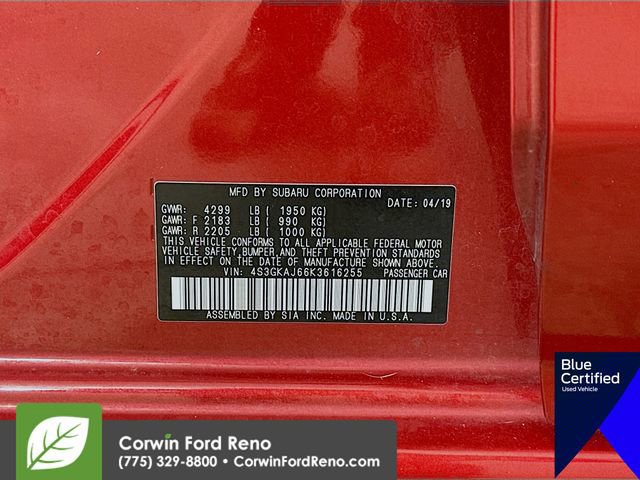 MFD BY SUBARU CORPORATION
DATE: 04/19
GVWR: 4299 LB ( 1950 KG)
GAWR: F 2183 LB ( 990 KG)
GAWR: R 2205 LB ( 1000 KG)
THIS VEHICLE CONFORMS TO ALL APPLICABLE FEDERAL MOTOR
VEHICLE SAFETY, BUMPER, AND THEFT PREVENTION STANDARDS
IN EFFECT ON THE DATE OF MANUFACTURE SHOWN ABOVE.
VIN: 4S3GKAJ66K3616255 PASSENGER CAR
ASSEMBLED BY SIA INC. MADE IN U.S.A.
Blue
Certified
Used Vehicles
Corwin Ford Reno
(775) 329-8800 • CorwinFordReno.com